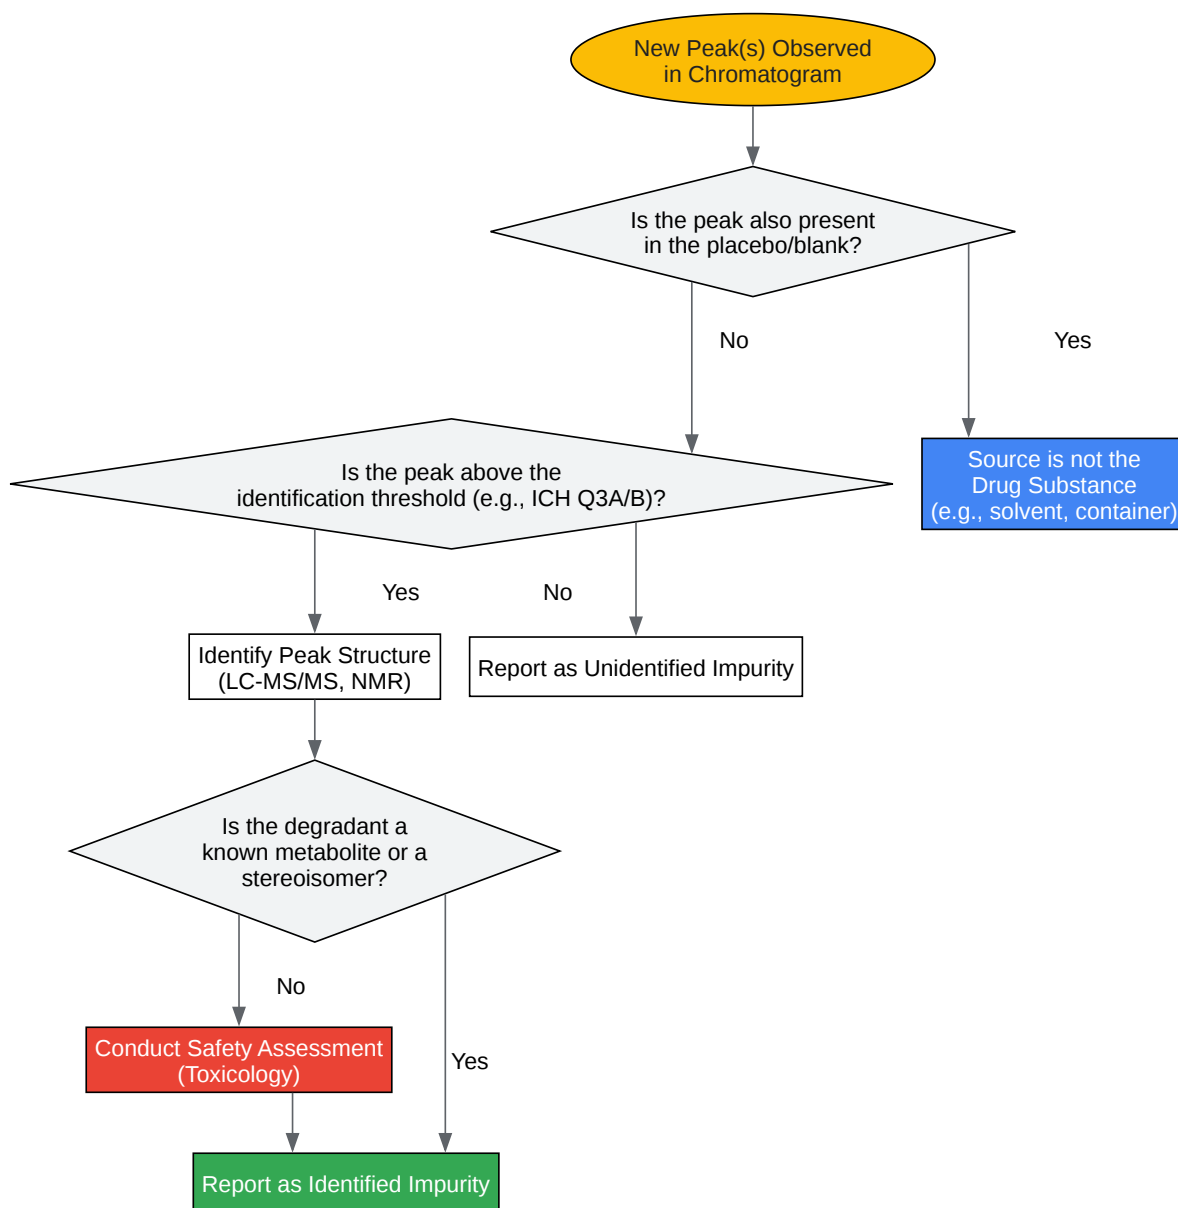 New Peak(s) Observed
in Chromatogram
Is the peak also present
in the placebo/blank?
No
Yes
Is the peak above the
identification threshold (e.g., ICH Q3A/B)?
Source is not the
Drug Substance
(e.g., solvent, container)
Yes
No
Identify Peak Structure
(LC-MS/MS, NMR)
Report as Unidentified Impurity
Is the degradant a
known metabolite or a
stereoisomer?
No
Yes
Conduct Safety Assessment
(Toxicology)
Report as Identified Impurity